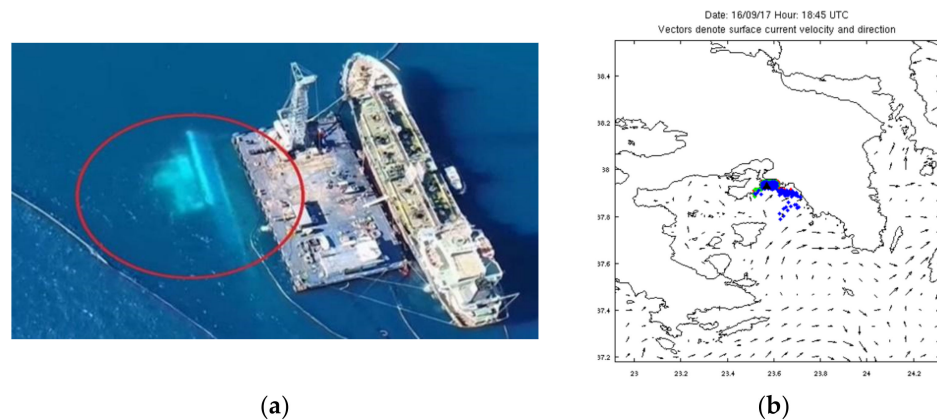 Date: 16/09/17 Hour: 18:45 UTC
Vectors denote surface current velocity and direction
38.4
38.2
38
37.8
37.6
37.4
37.2
23 23.2 23.4 23.6 23.8 24 24.2
(a) (b)